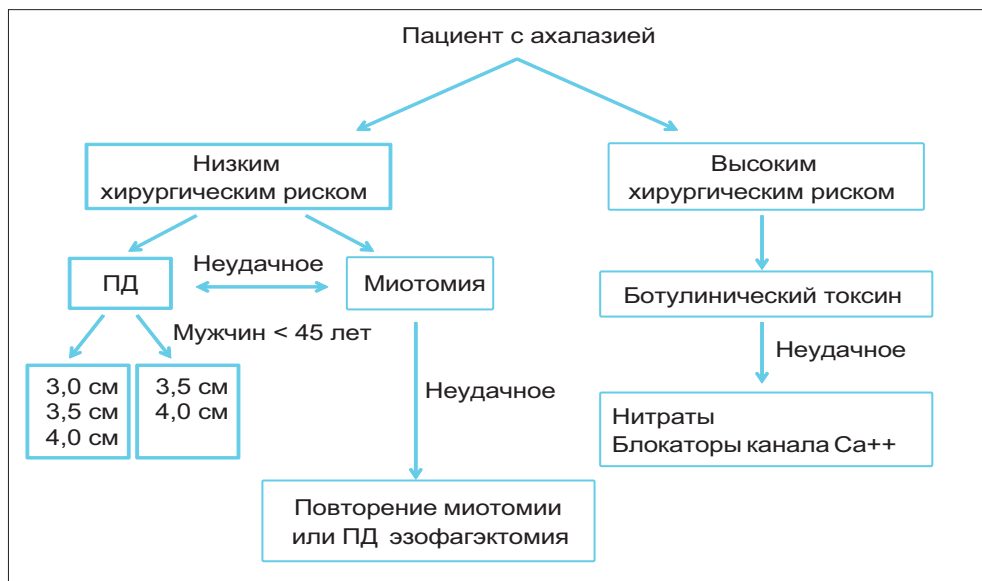 Пациент с ахалазией
Низким
хирургическим риском
Высоким
хирургическим риском
ПД
Неудачное
Миотомия
Ботулинический токсин
Мужчин < 45 лет
Неудачное
3,0 см
3,5 см
4,0 см
3,5 см
4,0 см
Неудачное
Нитраты
Блокаторы канала Ca++
Повторение миотомии
или ПД эзофагэктомия